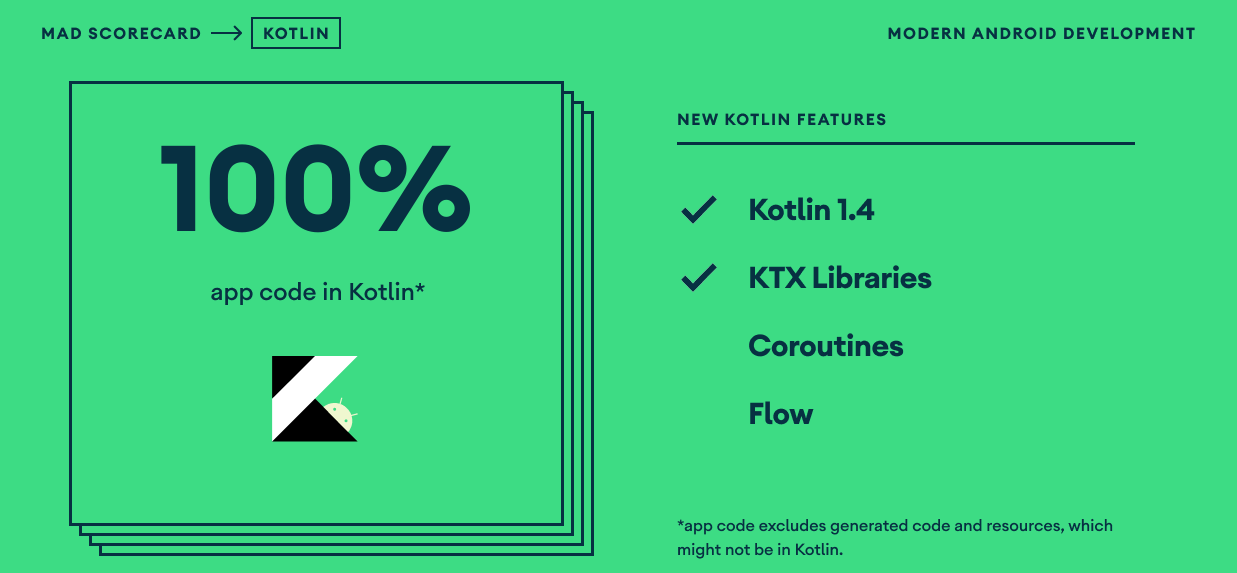 MAD SCORECARD → KOTLIN
MODERN ANDROID DEVELOPMENT
100%
app code in Kotlin*
NEW KOTLIN FEATURES
✓ Kotlin 1.4
✓ KTX Libraries
Coroutines
Flow
*app code excludes generated code and resources, which
might not be in Kotlin.